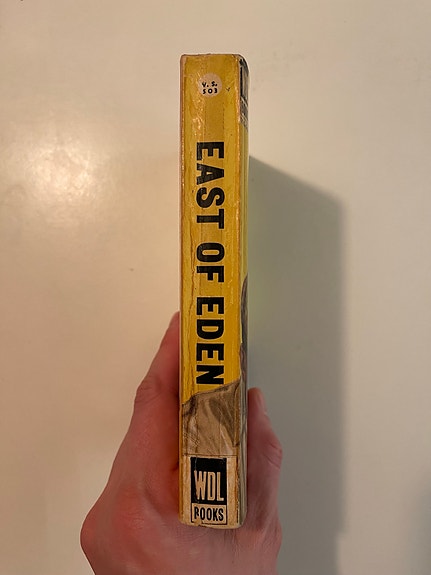 V. S.
503
EAST OF EDEN
WDL
BOOKS